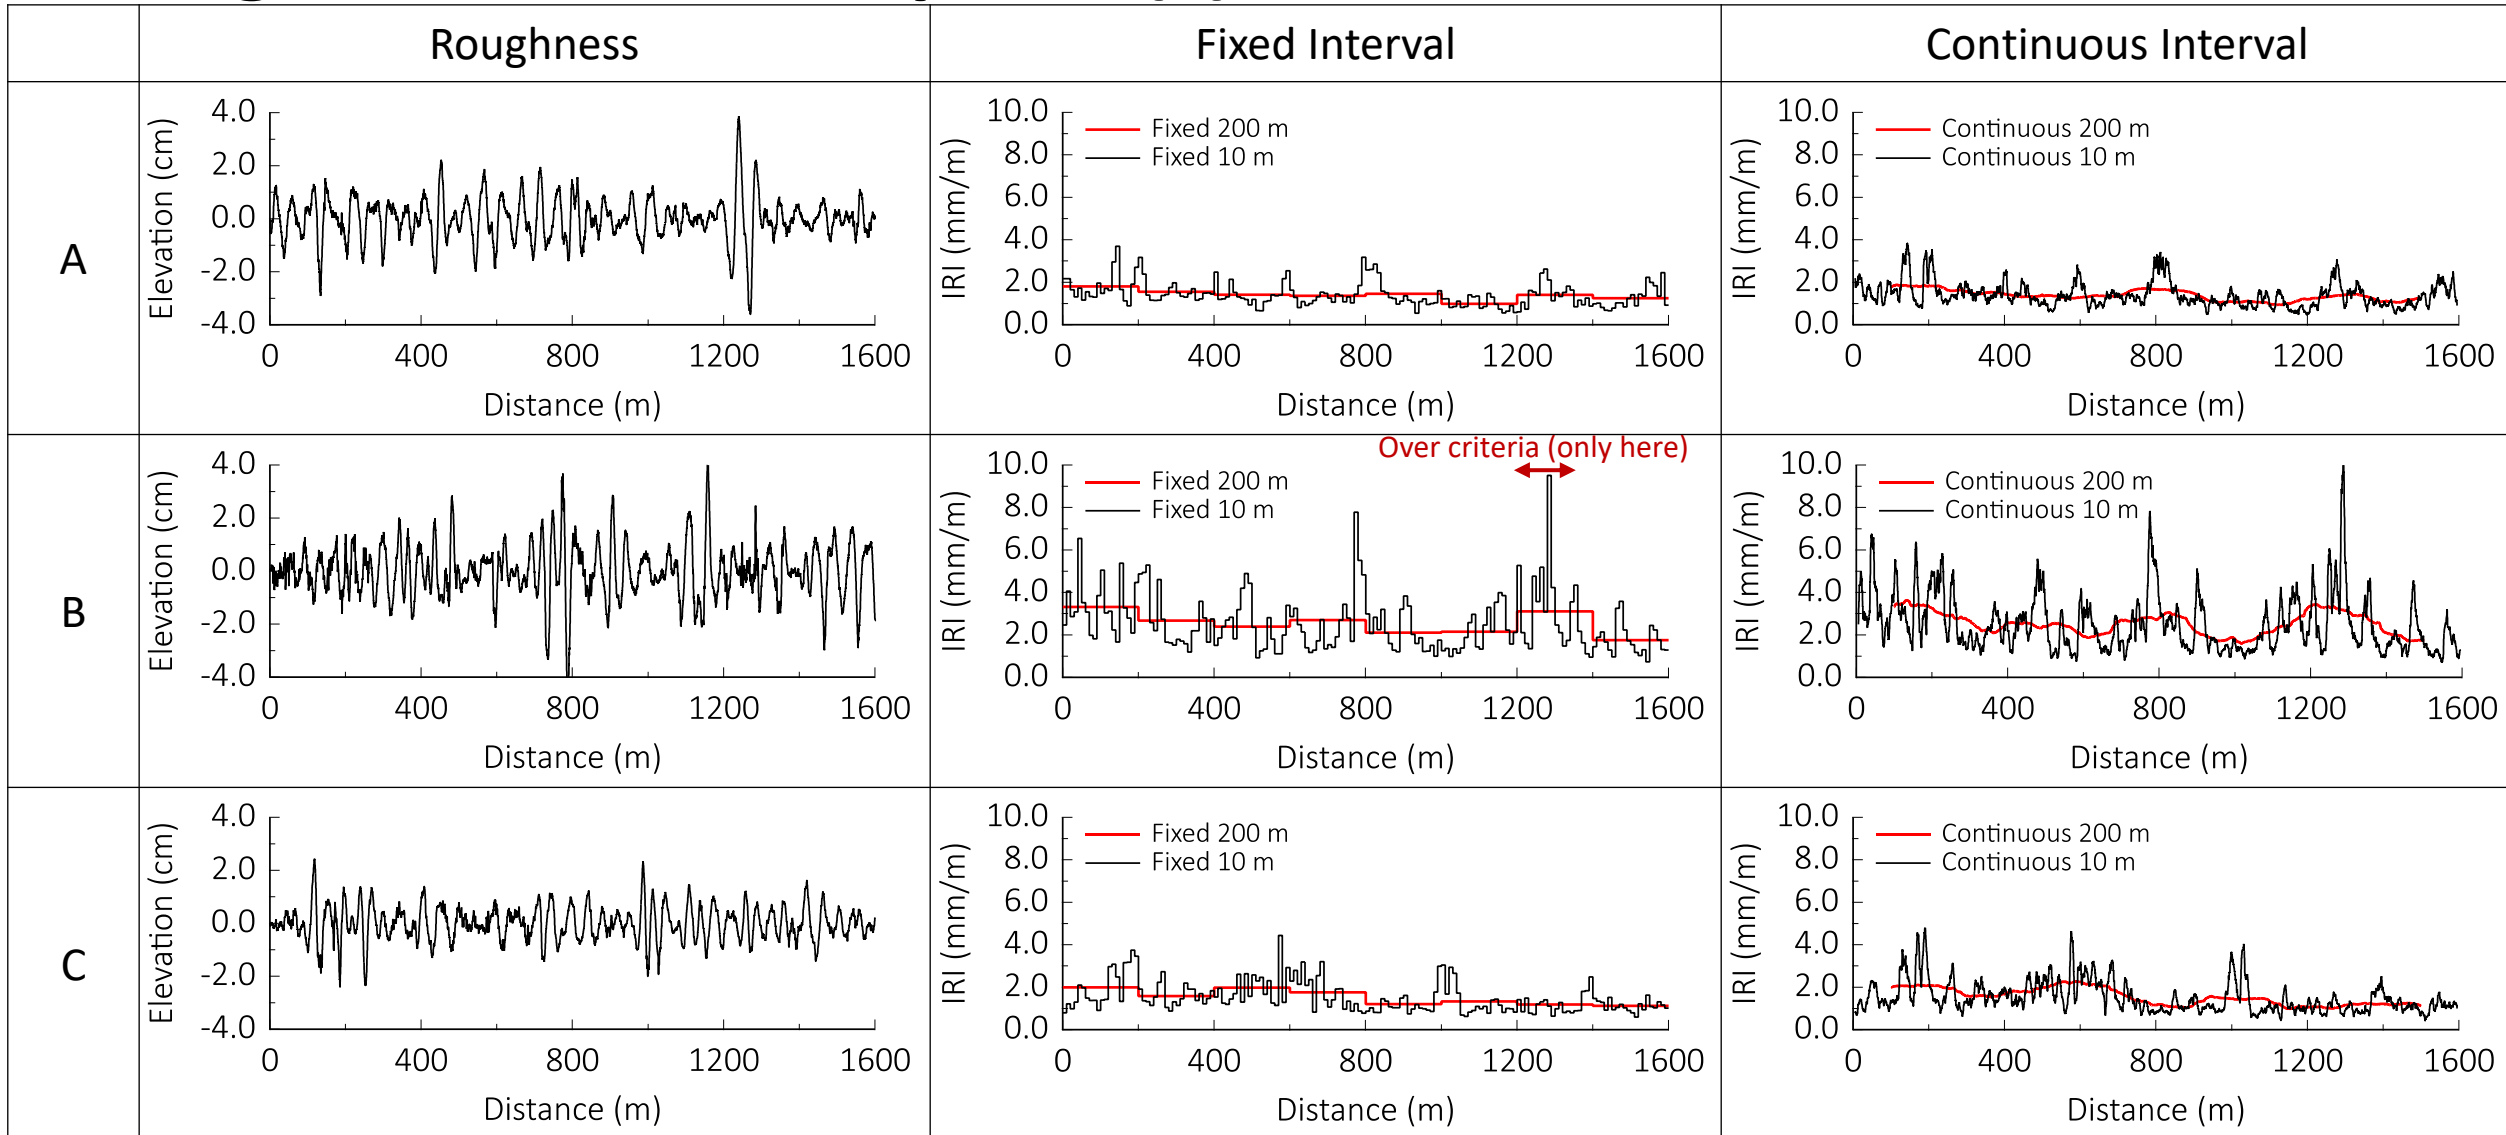 Roughness
Fixed Interval
Continuous Interval
A
Elevation (cm)
4.0
2.0
0.0
-2.0
-4.0
0 400 800 1200 1600
Distance (m)
IRI (mm/m)
10.0
8.0
6.0
4.0
2.0
0.0
Fixed 200 m
Fixed 10 m
0 400 800 1200 1600
Distance (m)
IRI (mm/m)
10.0
8.0
6.0
4.0
2.0
0.0
Continuous 200 m
Continuous 10 m
0 400 800 1200 1600
Distance (m)
B
Elevation (cm)
4.0
2.0
0.0
-2.0
-4.0
0 400 800 1200 1600
Distance (m)
Over criteria (only here)
IRI (mm/m)
10.0
8.0
6.0
4.0
2.0
0.0
Fixed 200 m
Fixed 10 m
0 400 800 1200 1600
Distance (m)
IRI (mm/m)
10.0
8.0
6.0
4.0
2.0
0.0
Continuous 200 m
Continuous 10 m
0 400 800 1200 1600
Distance (m)
C
Elevation (cm)
4.0
2.0
0.0
-2.0
-4.0
0 400 800 1200 1600
Distance (m)
IRI (mm/m)
10.0
8.0
6.0
4.0
2.0
0.0
Fixed 200 m
Fixed 10 m
0 400 800 1200 1600
Distance (m)
IRI (mm/m)
10.0
8.0
6.0
4.0
2.0
0.0
Continuous 200 m
Continuous 10 m
0 400 800 1200 1600
Distance (m)